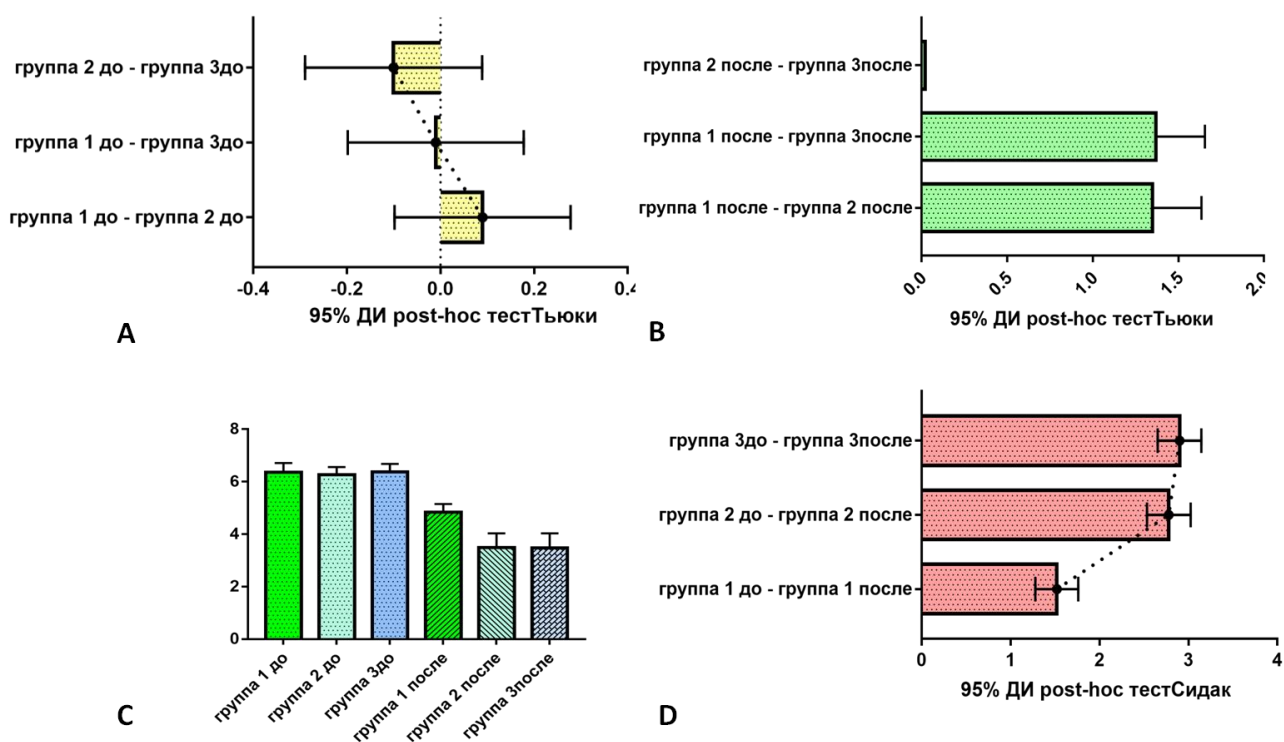 группа 2 до - группа 3до
группа 1 до - группа 3до
группа 1 до - группа 2 до
-0.4 -0.2 0.0 0.2 0.4
95% ДИ post-hoc тестТьюки
A
группа 2 после - группа 3после
группа 1 после - группа 3после
группа 1 после - группа 2 после
0.0 0.5 1.0 1.5 2.0
95% ДИ post-hoc тестТьюки
B
8
6
4
2
0
группа 1 до
группа 2 до
группа 3до
группа 1 после
группа 2 после
группа 3после
C
группа 3до - группа 3после
группа 2 до - группа 2 после
группа 1 до - группа 1 после
0 1 2 3 4
95% ДИ post-hoc тестСидак
D